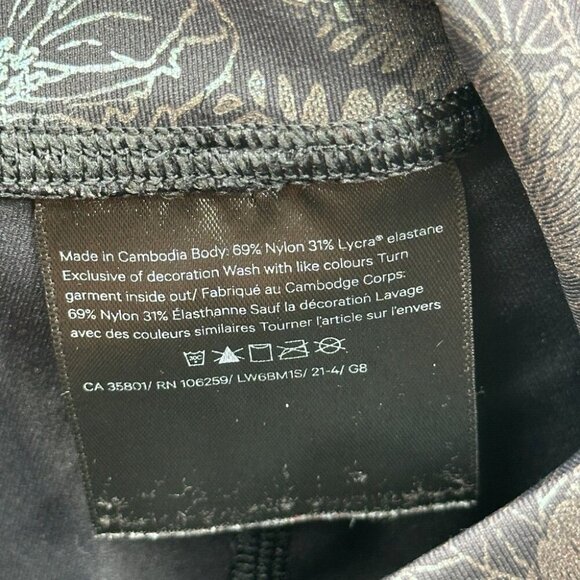 Made in Cambodia Body: 69% Nylon 31% Lycra® elastane
Exclusive of decoration Wash with like colours Turn
garment inside out/ Fabriqué au Cambodge Corps:
69% Nylon 31% Élasthanne Sauf la décoration Lavage
avec des couleurs similaires Tourner l'article sur l'envers
CA 35801/ RN 106259/ LW6BM1S/ 21-4/ G8